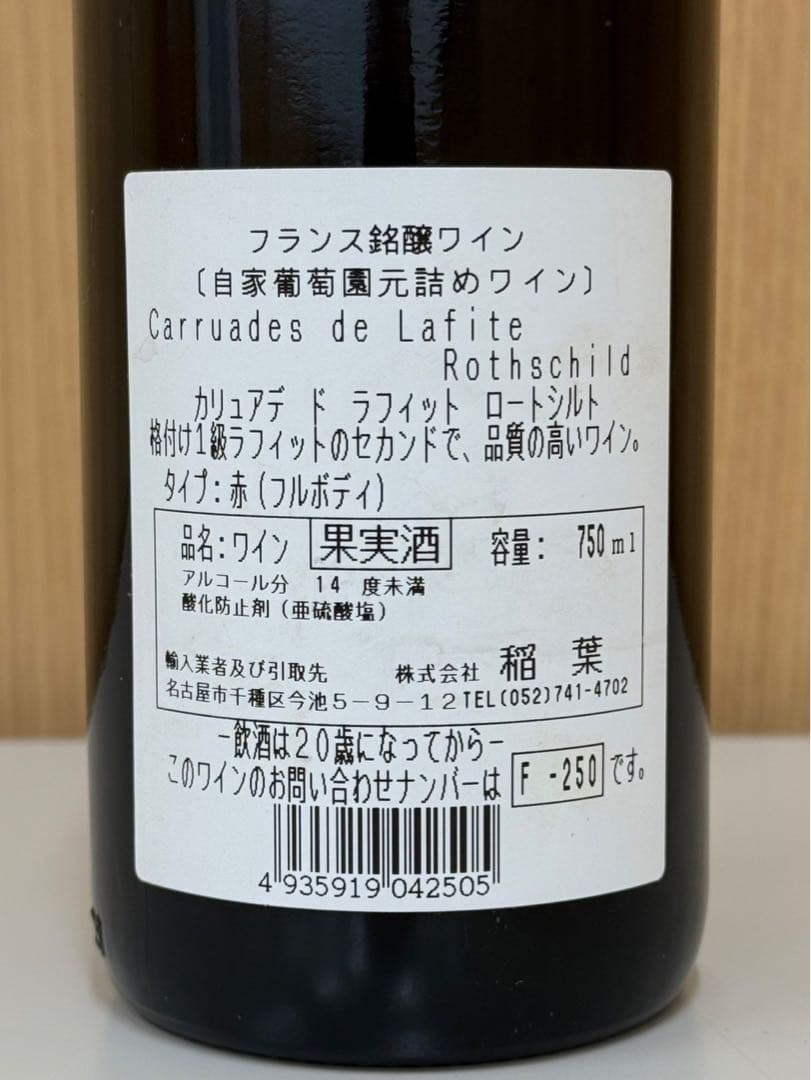 フランス銘醸ワイン
〔自家葡萄園元詰めワイン〕
Carruades de Lafite
Rothschild
カリュアデ ド ラフィット ロートシルト
格付け1級ラフィットのセカンドで、品質の高いワイン。
タイプ:赤(フルボディ)
品名:ワイン 果実酒 容量: 750ml
アルコール分 14 度未満
酸化防止剤(亜硫酸塩)
輸入業者及び引取先 株式会社 稲葉
名古屋市千種区今池5-9-12TEL(052)741-4702
-飲酒は20歳になってから-
このワインのお問い合わせナンバーは F -250 です。
4 935919 042505